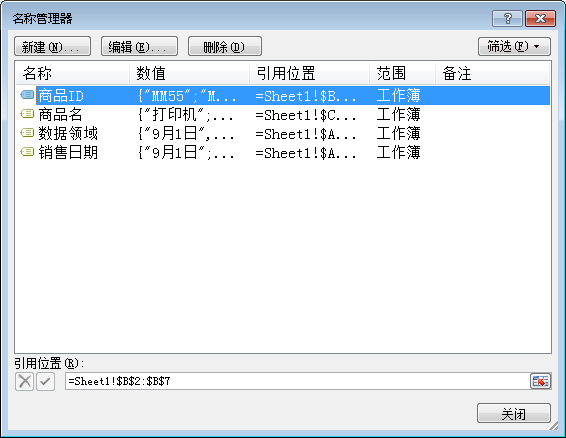 名称管理器
新建(N)... 编辑(E)... 删除(D) 筛选(F)
名称 数值 引用位置 范围 备注
商品ID {"MM55";"M... =Sheet1!$B... 工作簿
商品名 {"打印机";... =Sheet1!$C... 工作簿
数据领域 {"9月1日",... =Sheet1!$A... 工作簿
销售日期 {"9月1日";... =Sheet1!$A... 工作簿
引用位置(R):
=Sheet1!$B$2:$B$7
关闭